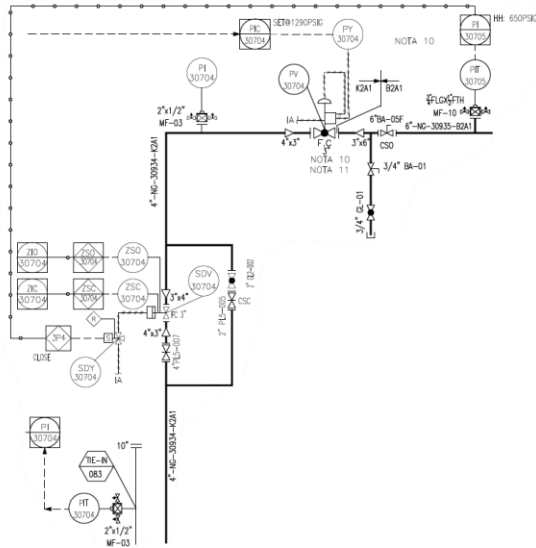 PIC
30704
SET@1290PSIG
PY
30704
NOTA 10
PI
30705
HH: 650PSIG
PI
30704
PV
30704
K2A1
B2A1
PIT
30705
2"x1/2"
MF-03
IA
6"BA-05F
MF-10
4"x3"
F.C
3"
3"x6"
CSO
6"-NG-30935-B2A1
NOTA 10
NOTA 11
3/4" BA-01
3/4" GL-01
4"-NG-30934-K2A1
ZIO
30704
ZSO
30704
ZSO
30704
SDV
30704
ZIC
30704
ZSC
30704
ZSC
30704
3"x4"
FC 3"
CSC
2" PL5-005
R
S
3P4
CLOSE
4"x3"
4"PL5-007
SDY
30704
IA
PI
30704
10"
TIE-IN
083
4"-NG-30934-K2A1
PIT
30704
2"x1/2"
MF-03